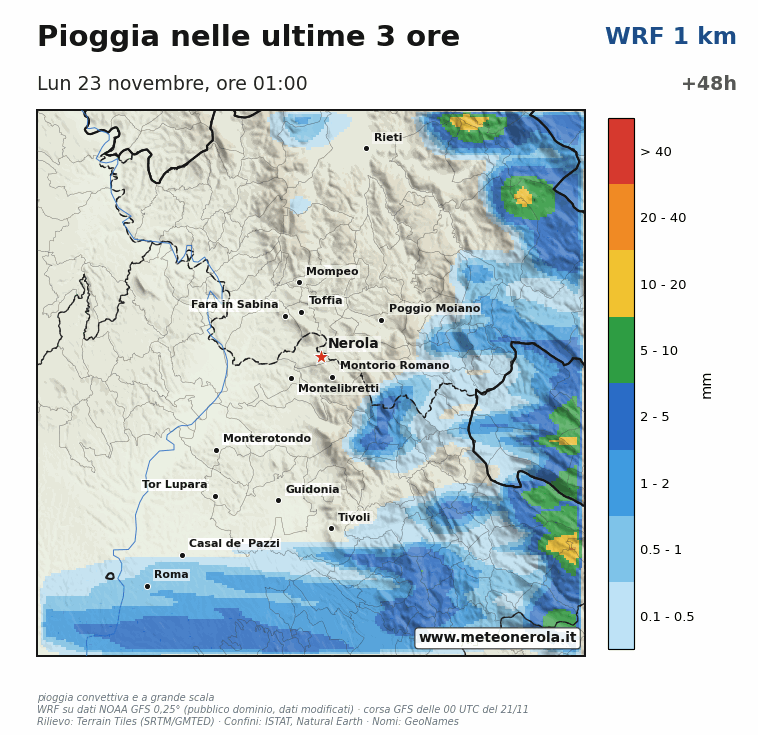 Pioggia nelle ultime 3 ore
WRF 1 km
Lun 23 novembre, ore 01:00
+48h
Rieti
Mompeo
Fara in Sabina
Toffia
Poggio Moiano
Nerola
Montorio Romano
Montelibretti
Monterotondo
Tor Lupara
Guidonia
Tivoli
Casal de' Pazzi
Roma
www.meteonerola.it
> 40
20 - 40
10 - 20
5 - 10
2 - 5
1 - 2
0.5 - 1
0.1 - 0.5
mm
pioggia convettiva e a grande scala
WRF su dati NOAA GFS 0,25° (pubblico dominio, dati modificati) · corsa GFS delle 00 UTC del 21/11
Rilievo: Terrain Tiles (SRTM/GMTED) · Confini: ISTAT, Natural Earth · Nomi: GeoNames